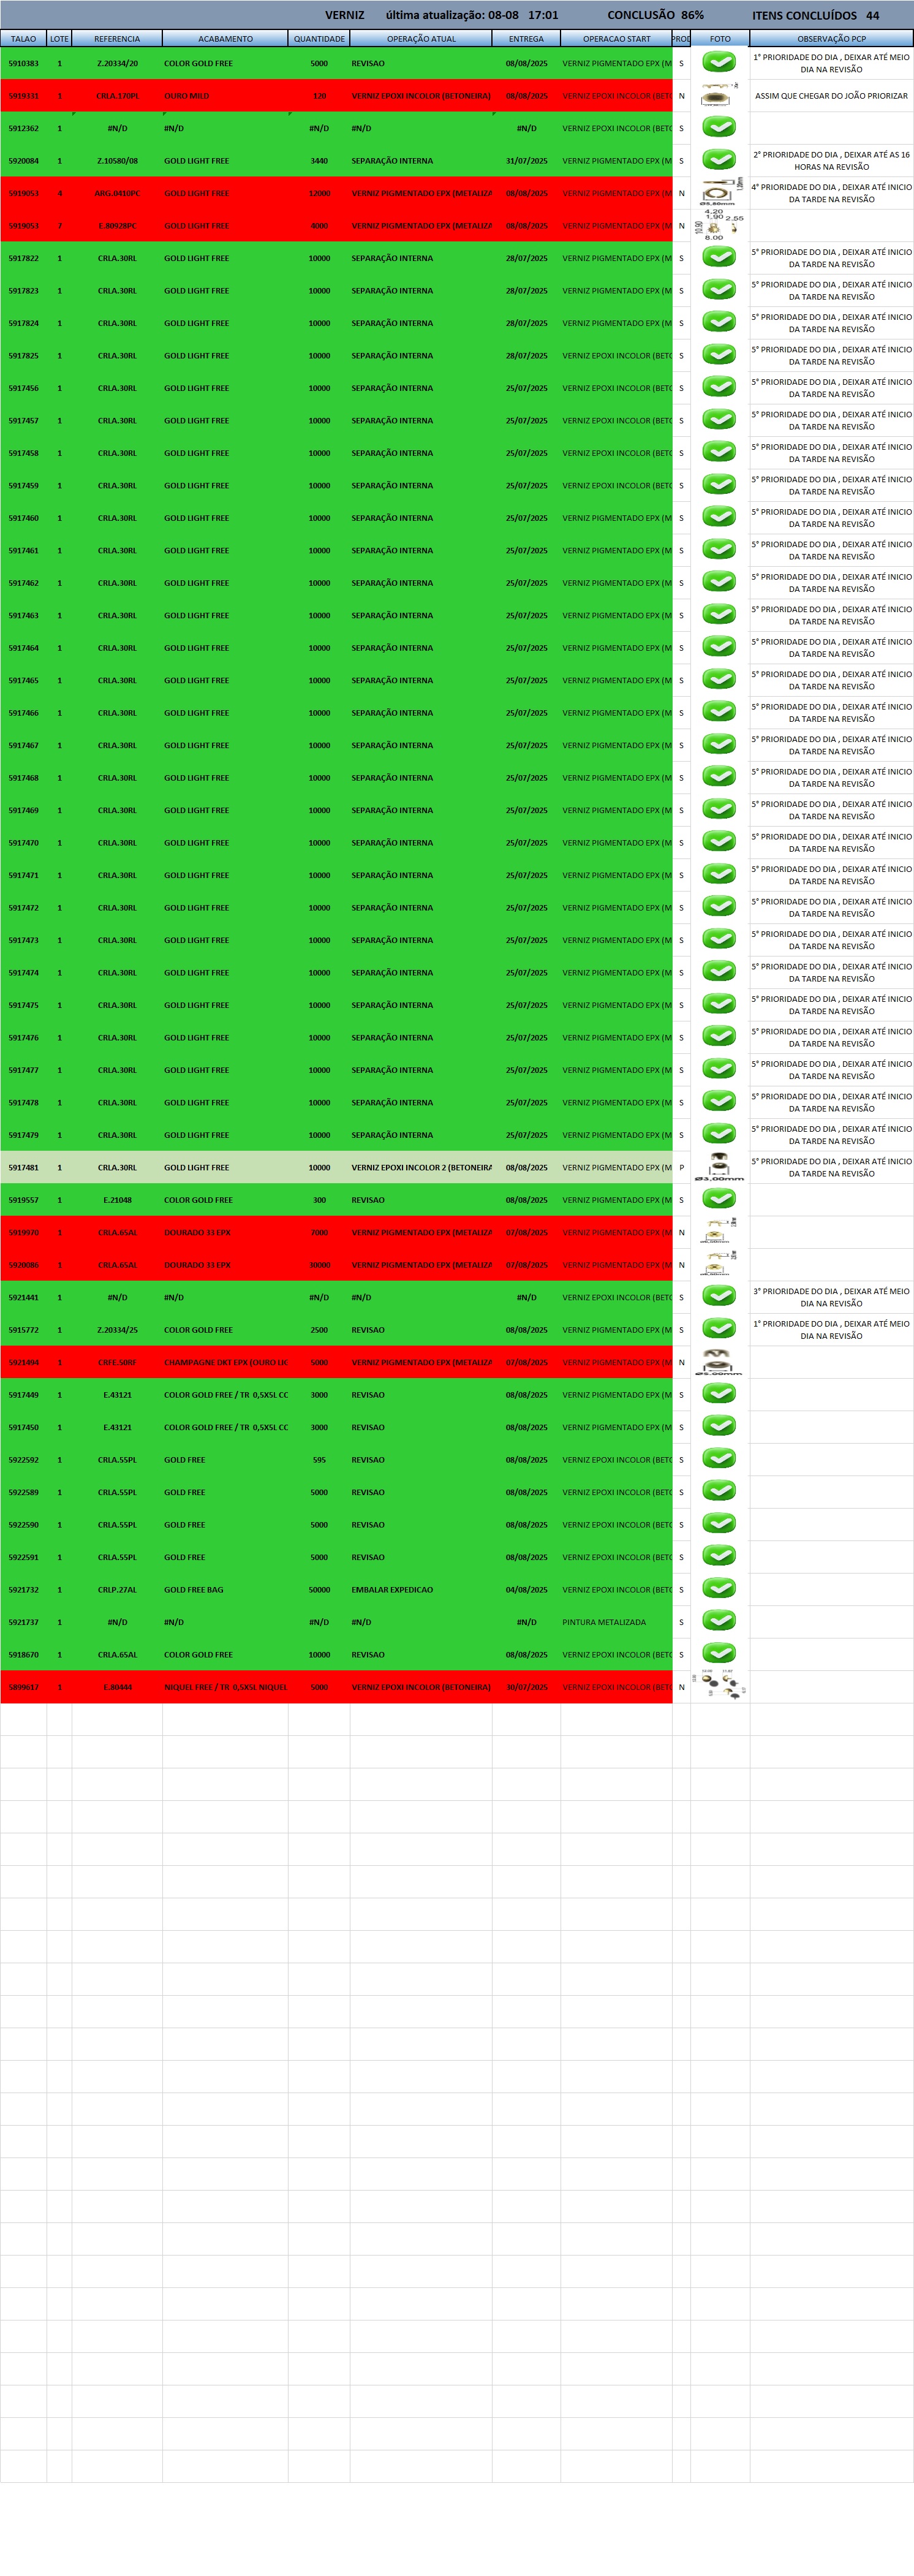 VERNIZ última atualização: 08-08 17:01 CONCLUSÃO 86% ITENS CONCLUÍDOS 44
TALAO LOTE REFERENCIA ACABAMENTO QUANTIDADE OPERAÇÃO ATUAL ENTREGA OPERACAO START PROD FOTO OBSERVAÇÃO PCP
5910383 1 Z.20334/20 COLOR GOLD FREE 5000 REVISAO 08/08/2025 VERNIZ PIGMENTADO EPX (M S 1° PRIORIDADE DO DIA , DEIXAR ATÉ MEIO
DIA NA REVISÃO
5919331 1 CRLA.170PL OURO MILD 120 VERNIZ EPOXI INCOLOR (BETONEIRA) 08/08/2025 VERNIZ EPOXI INCOLOR (BETO N ASSIM QUE CHEGAR DO JOÃO PRIORIZAR
5912362 1 #N/D #N/D #N/D #N/D #N/D VERNIZ EPOXI INCOLOR (BETO S
5920084 1 Z.10580/08 GOLD LIGHT FREE 3440 SEPARAÇÃO INTERNA 31/07/2025 VERNIZ PIGMENTADO EPX (M S 2° PRIORIDADE DO DIA , DEIXAR ATÉ AS 16
HORAS NA REVISÃO
5919053 4 ARG.0410PC GOLD LIGHT FREE 12000 VERNIZ PIGMENTADO EPX (METALIZA 08/08/2025 VERNIZ PIGMENTADO EPX (M N 4° PRIORIDADE DO DIA , DEIXAR ATÉ INICIO
DA TARDE NA REVISÃO
5919053 7 E.80928PC GOLD LIGHT FREE 4000 VERNIZ PIGMENTADO EPX (METALIZA 08/08/2025 VERNIZ PIGMENTADO EPX (M N 4.20 1.90 2.55 10.90 8.00
5917822 1 CRLA.30RL GOLD LIGHT FREE 10000 SEPARAÇÃO INTERNA 28/07/2025 VERNIZ PIGMENTADO EPX (M S 5° PRIORIDADE DO DIA , DEIXAR ATÉ INICIO
DA TARDE NA REVISÃO
5917823 1 CRLA.30RL GOLD LIGHT FREE 10000 SEPARAÇÃO INTERNA 28/07/2025 VERNIZ PIGMENTADO EPX (M S 5° PRIORIDADE DO DIA , DEIXAR ATÉ INICIO
DA TARDE NA REVISÃO
5917824 1 CRLA.30RL GOLD LIGHT FREE 10000 SEPARAÇÃO INTERNA 28/07/2025 VERNIZ PIGMENTADO EPX (M S 5° PRIORIDADE DO DIA , DEIXAR ATÉ INICIO
DA TARDE NA REVISÃO
5917825 1 CRLA.30RL GOLD LIGHT FREE 10000 SEPARAÇÃO INTERNA 28/07/2025 VERNIZ EPOXI INCOLOR (BETO S 5° PRIORIDADE DO DIA , DEIXAR ATÉ INICIO
DA TARDE NA REVISÃO
5917456 1 CRLA.30RL GOLD LIGHT FREE 10000 SEPARAÇÃO INTERNA 25/07/2025 VERNIZ EPOXI INCOLOR (BETO S 5° PRIORIDADE DO DIA , DEIXAR ATÉ INICIO
DA TARDE NA REVISÃO
5917457 1 CRLA.30RL GOLD LIGHT FREE 10000 SEPARAÇÃO INTERNA 25/07/2025 VERNIZ PIGMENTADO EPX (M S 5° PRIORIDADE DO DIA , DEIXAR ATÉ INICIO
DA TARDE NA REVISÃO
5917458 1 CRLA.30RL GOLD LIGHT FREE 10000 SEPARAÇÃO INTERNA 25/07/2025 VERNIZ EPOXI INCOLOR (BETO S 5° PRIORIDADE DO DIA , DEIXAR ATÉ INICIO
DA TARDE NA REVISÃO
5917459 1 CRLA.30RL GOLD LIGHT FREE 10000 SEPARAÇÃO INTERNA 25/07/2025 VERNIZ EPOXI INCOLOR (BETO S 5° PRIORIDADE DO DIA , DEIXAR ATÉ INICIO
DA TARDE NA REVISÃO
5917460 1 CRLA.30RL GOLD LIGHT FREE 10000 SEPARAÇÃO INTERNA 25/07/2025 VERNIZ PIGMENTADO EPX (M S 5° PRIORIDADE DO DIA , DEIXAR ATÉ INICIO
DA TARDE NA REVISÃO
5917461 1 CRLA.30RL GOLD LIGHT FREE 10000 SEPARAÇÃO INTERNA 25/07/2025 VERNIZ PIGMENTADO EPX (M S 5° PRIORIDADE DO DIA , DEIXAR ATÉ INICIO
DA TARDE NA REVISÃO
5917462 1 CRLA.30RL GOLD LIGHT FREE 10000 SEPARAÇÃO INTERNA 25/07/2025 VERNIZ PIGMENTADO EPX (M S 5° PRIORIDADE DO DIA , DEIXAR ATÉ INICIO
DA TARDE NA REVISÃO
5917463 1 CRLA.30RL GOLD LIGHT FREE 10000 SEPARAÇÃO INTERNA 25/07/2025 VERNIZ PIGMENTADO EPX (M S 5° PRIORIDADE DO DIA , DEIXAR ATÉ INICIO
DA TARDE NA REVISÃO
5917464 1 CRLA.30RL GOLD LIGHT FREE 10000 SEPARAÇÃO INTERNA 25/07/2025 VERNIZ PIGMENTADO EPX (M S 5° PRIORIDADE DO DIA , DEIXAR ATÉ INICIO
DA TARDE NA REVISÃO
5917465 1 CRLA.30RL GOLD LIGHT FREE 10000 SEPARAÇÃO INTERNA 25/07/2025 VERNIZ PIGMENTADO EPX (M S 5° PRIORIDADE DO DIA , DEIXAR ATÉ INICIO
DA TARDE NA REVISÃO
5917466 1 CRLA.30RL GOLD LIGHT FREE 10000 SEPARAÇÃO INTERNA 25/07/2025 VERNIZ PIGMENTADO EPX (M S 5° PRIORIDADE DO DIA , DEIXAR ATÉ INICIO
DA TARDE NA REVISÃO
5917467 1 CRLA.30RL GOLD LIGHT FREE 10000 SEPARAÇÃO INTERNA 25/07/2025 VERNIZ PIGMENTADO EPX (M S 5° PRIORIDADE DO DIA , DEIXAR ATÉ INICIO
DA TARDE NA REVISÃO
5917468 1 CRLA.30RL GOLD LIGHT FREE 10000 SEPARAÇÃO INTERNA 25/07/2025 VERNIZ PIGMENTADO EPX (M S 5° PRIORIDADE DO DIA , DEIXAR ATÉ INICIO
DA TARDE NA REVISÃO
5917469 1 CRLA.30RL GOLD LIGHT FREE 10000 SEPARAÇÃO INTERNA 25/07/2025 VERNIZ PIGMENTADO EPX (M S 5° PRIORIDADE DO DIA , DEIXAR ATÉ INICIO
DA TARDE NA REVISÃO
5917470 1 CRLA.30RL GOLD LIGHT FREE 10000 SEPARAÇÃO INTERNA 25/07/2025 VERNIZ PIGMENTADO EPX (M S 5° PRIORIDADE DO DIA , DEIXAR ATÉ INICIO
DA TARDE NA REVISÃO
5917471 1 CRLA.30RL GOLD LIGHT FREE 10000 SEPARAÇÃO INTERNA 25/07/2025 VERNIZ PIGMENTADO EPX (M S 5° PRIORIDADE DO DIA , DEIXAR ATÉ INICIO
DA TARDE NA REVISÃO
5917472 1 CRLA.30RL GOLD LIGHT FREE 10000 SEPARAÇÃO INTERNA 25/07/2025 VERNIZ PIGMENTADO EPX (M S 5° PRIORIDADE DO DIA , DEIXAR ATÉ INICIO
DA TARDE NA REVISÃO
5917473 1 CRLA.30RL GOLD LIGHT FREE 10000 SEPARAÇÃO INTERNA 25/07/2025 VERNIZ PIGMENTADO EPX (M S 5° PRIORIDADE DO DIA , DEIXAR ATÉ INICIO
DA TARDE NA REVISÃO
5917474 1 CRLA.30RL GOLD LIGHT FREE 10000 SEPARAÇÃO INTERNA 25/07/2025 VERNIZ PIGMENTADO EPX (M S 5° PRIORIDADE DO DIA , DEIXAR ATÉ INICIO
DA TARDE NA REVISÃO
5917475 1 CRLA.30RL GOLD LIGHT FREE 10000 SEPARAÇÃO INTERNA 25/07/2025 VERNIZ PIGMENTADO EPX (M S 5° PRIORIDADE DO DIA , DEIXAR ATÉ INICIO
DA TARDE NA REVISÃO
5917476 1 CRLA.30RL GOLD LIGHT FREE 10000 SEPARAÇÃO INTERNA 25/07/2025 VERNIZ PIGMENTADO EPX (M S 5° PRIORIDADE DO DIA , DEIXAR ATÉ INICIO
DA TARDE NA REVISÃO
5917477 1 CRLA.30RL GOLD LIGHT FREE 10000 SEPARAÇÃO INTERNA 25/07/2025 VERNIZ PIGMENTADO EPX (M S 5° PRIORIDADE DO DIA , DEIXAR ATÉ INICIO
DA TARDE NA REVISÃO
5917478 1 CRLA.30RL GOLD LIGHT FREE 10000 SEPARAÇÃO INTERNA 25/07/2025 VERNIZ PIGMENTADO EPX (M S 5° PRIORIDADE DO DIA , DEIXAR ATÉ INICIO
DA TARDE NA REVISÃO
5917479 1 CRLA.30RL GOLD LIGHT FREE 10000 SEPARAÇÃO INTERNA 25/07/2025 VERNIZ PIGMENTADO EPX (M S 5° PRIORIDADE DO DIA , DEIXAR ATÉ INICIO
DA TARDE NA REVISÃO
5917481 1 CRLA.30RL GOLD LIGHT FREE 10000 VERNIZ EPOXI INCOLOR 2 (BETONEIRA 08/08/2025 VERNIZ PIGMENTADO EPX (M P Ø3,00mm 5° PRIORIDADE DO DIA , DEIXAR ATÉ INICIO
DA TARDE NA REVISÃO
5919557 1 E.21048 COLOR GOLD FREE 300 REVISAO 08/08/2025 VERNIZ PIGMENTADO EPX (M S
5919970 1 CRLA.65AL DOURADO 33 EPX 7000 VERNIZ PIGMENTADO EPX (METALIZA 07/08/2025 VERNIZ PIGMENTADO EPX (M N
5920086 1 CRLA.65AL DOURADO 33 EPX 30000 VERNIZ PIGMENTADO EPX (METALIZA 07/08/2025 VERNIZ PIGMENTADO EPX (M N
5921441 1 #N/D #N/D #N/D #N/D #N/D VERNIZ EPOXI INCOLOR (BETO S 3° PRIORIDADE DO DIA , DEIXAR ATÉ MEIO
DIA NA REVISÃO
5915772 1 Z.20334/25 COLOR GOLD FREE 2500 REVISAO 08/08/2025 VERNIZ PIGMENTADO EPX (M S 1° PRIORIDADE DO DIA , DEIXAR ATÉ MEIO
DIA NA REVISÃO
5921494 1 CRFE.50RF CHAMPAGNE DKT EPX (OURO LIG 5000 VERNIZ PIGMENTADO EPX (METALIZA 07/08/2025 VERNIZ PIGMENTADO EPX (M N Ø5,00mm
5917449 1 E.43121 COLOR GOLD FREE / TR 0,5X5L CO 3000 REVISAO 08/08/2025 VERNIZ PIGMENTADO EPX (M S
5917450 1 E.43121 COLOR GOLD FREE / TR 0,5X5L CO 3000 REVISAO 08/08/2025 VERNIZ PIGMENTADO EPX (M S
5922592 1 CRLA.55PL GOLD FREE 595 REVISAO 08/08/2025 VERNIZ EPOXI INCOLOR (BETO S
5922589 1 CRLA.55PL GOLD FREE 5000 REVISAO 08/08/2025 VERNIZ EPOXI INCOLOR (BETO S
5922590 1 CRLA.55PL GOLD FREE 5000 REVISAO 08/08/2025 VERNIZ EPOXI INCOLOR (BETO S
5922591 1 CRLA.55PL GOLD FREE 5000 REVISAO 08/08/2025 VERNIZ EPOXI INCOLOR (BETO S
5921732 1 CRLP.27AL GOLD FREE BAG 50000 EMBALAR EXPEDICAO 04/08/2025 VERNIZ EPOXI INCOLOR (BETO S
5921737 1 #N/D #N/D #N/D #N/D #N/D PINTURA METALIZADA S
5918670 1 CRLA.65AL COLOR GOLD FREE 10000 REVISAO 08/08/2025 VERNIZ EPOXI INCOLOR (BETO S
5899617 1 E.80444 NIQUEL FREE / TR 0,5X5L NIQUEL 5000 VERNIZ EPOXI INCOLOR (BETONEIRA) 30/07/2025 VERNIZ EPOXI INCOLOR (BETO N